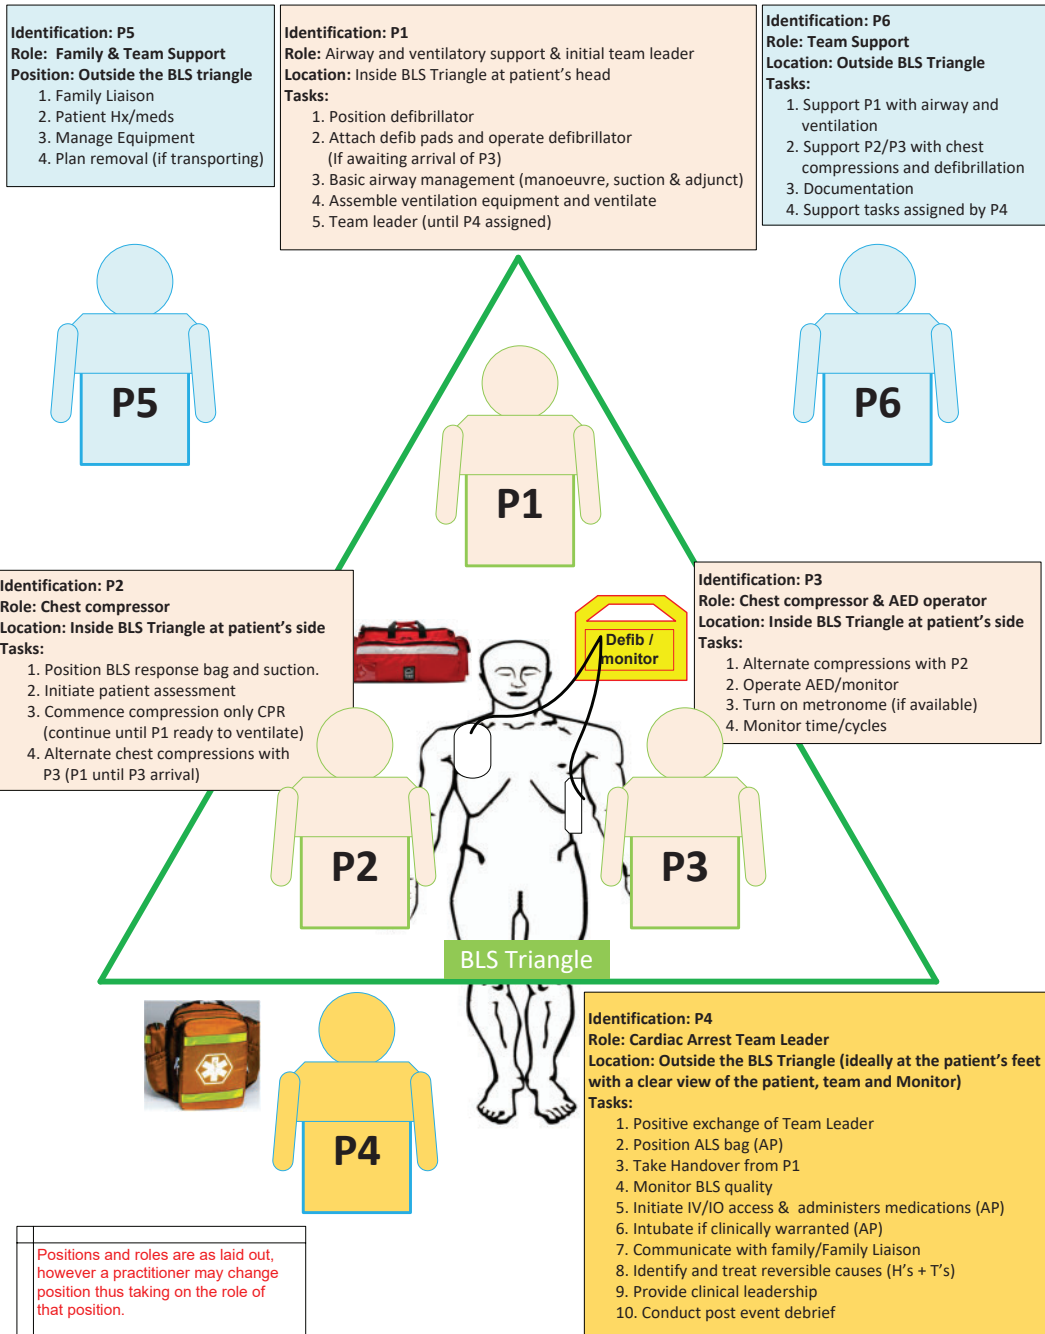 Identification: P5
Role:  Family & Team Support
Position: Outside the BLS triangle
1. Family Liaison
2. Patient Hx/meds
3. Manage Equipment
4. Plan removal (if transporting)
Identification: P1
Role: Airway and ventilatory support & initial team leader
Location: Inside BLS Triangle at patient's head
Tasks:
1. Position defibrillator
2. Attach defib pads and operate defibrillator
(If awaiting arrival of P3)
3. Basic airway management (manoeuvre, suction & adjunct)
4. Assemble ventilation equipment and ventilate
5. Team leader (until P4 assigned)
Identification: P6
Role: Team Support
Location: Outside BLS Triangle
Tasks:
1. Support P1 with airway and
ventilation
2. Support P2/P3 with chest
compressions and defibrillation
3. Documentation
4. Support tasks assigned by P4
P5
P6
P1
Identification: P2
Role: Chest compressor
Location: Inside BLS Triangle at patient's side
Tasks:
1. Position BLS response bag and suction.
2. Initiate patient assessment
3. Commence compression only CPR
(continue until P1 ready to ventilate)
4. Alternate chest compressions with
P3 (P1 until P3 arrival)
Defib /
monitor
Identification: P3
Role: Chest compressor & AED operator
Location: Inside BLS Triangle at patient's side
Tasks:
1. Alternate compressions with P2
2. Operate AED/monitor
3. Turn on metronome (if available)
4. Monitor time/cycles
P2
P3
BLS Triangle
P4
Identification: P4
Role: Cardiac Arrest Team Leader
Location: Outside the BLS Triangle (ideally at the patient's feet
with a clear view of the patient, team and Monitor)
Tasks:
1. Positive exchange of Team Leader
2. Position ALS bag (AP)
3. Take Handover from P1
4. Monitor BLS quality
5. Initiate IV/IO access &  administers medications (AP)
6. Intubate if clinically warranted (AP)
7. Communicate with family/Family Liaison
8. Identify and treat reversible causes (H's + T's)
9. Provide clinical leadership
10. Conduct post event debrief
Positions and roles are as laid out,
however a practitioner may change
position thus taking on the role of
that position.